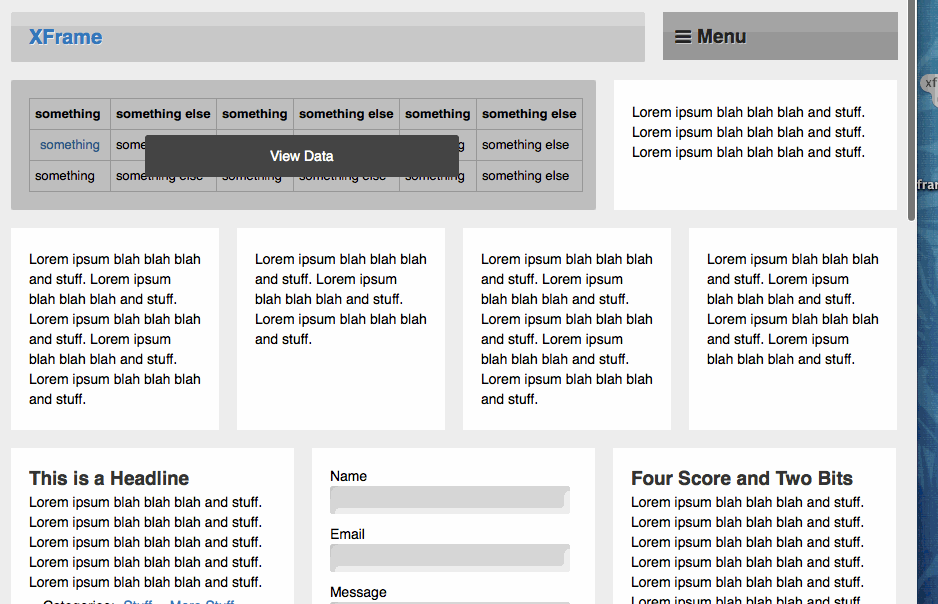 XFrame
Menu
something something else something something else something something else
something some View Data g something else
something something else something something else something something else
Lorem ipsum blah blah blah and stuff.
Lorem ipsum blah blah blah and stuff.
Lorem ipsum blah blah blah and stuff.
Lorem ipsum blah blah blah
and stuff. Lorem ipsum
blah blah blah and stuff.
Lorem ipsum blah blah blah
and stuff. Lorem ipsum
blah blah blah and stuff.
Lorem ipsum blah blah blah
and stuff.
Lorem ipsum blah blah blah
and stuff. Lorem ipsum
blah blah blah and stuff.
Lorem ipsum blah blah blah
and stuff.
Lorem ipsum blah blah blah
and stuff. Lorem ipsum
blah blah blah and stuff.
Lorem ipsum blah blah blah
and stuff. Lorem ipsum
blah blah blah and stuff.
Lorem ipsum blah blah blah
and stuff.
Lorem ipsum blah blah blah
and stuff. Lorem ipsum
blah blah blah and stuff.
Lorem ipsum blah blah blah
and stuff. Lorem ipsum
blah blah blah and stuff.
This is a Headline
Lorem ipsum blah blah blah and stuff.
Lorem ipsum blah blah blah and stuff.
Lorem ipsum blah blah blah and stuff.
Lorem ipsum blah blah blah and stuff.
Lorem ipsum blah blah blah and stuff.
Categories: Stuff More Stuff
Name
Email
Message
Four Score and Two Bits
Lorem ipsum blah blah blah and stuff.
Lorem ipsum blah blah blah and stuff.
Lorem ipsum blah blah blah and stuff.
Lorem ipsum blah blah blah and stuff.
Lorem ipsum blah blah blah and stuff.
Lorem ipsum blah blah blah and stuff.
xf
fram